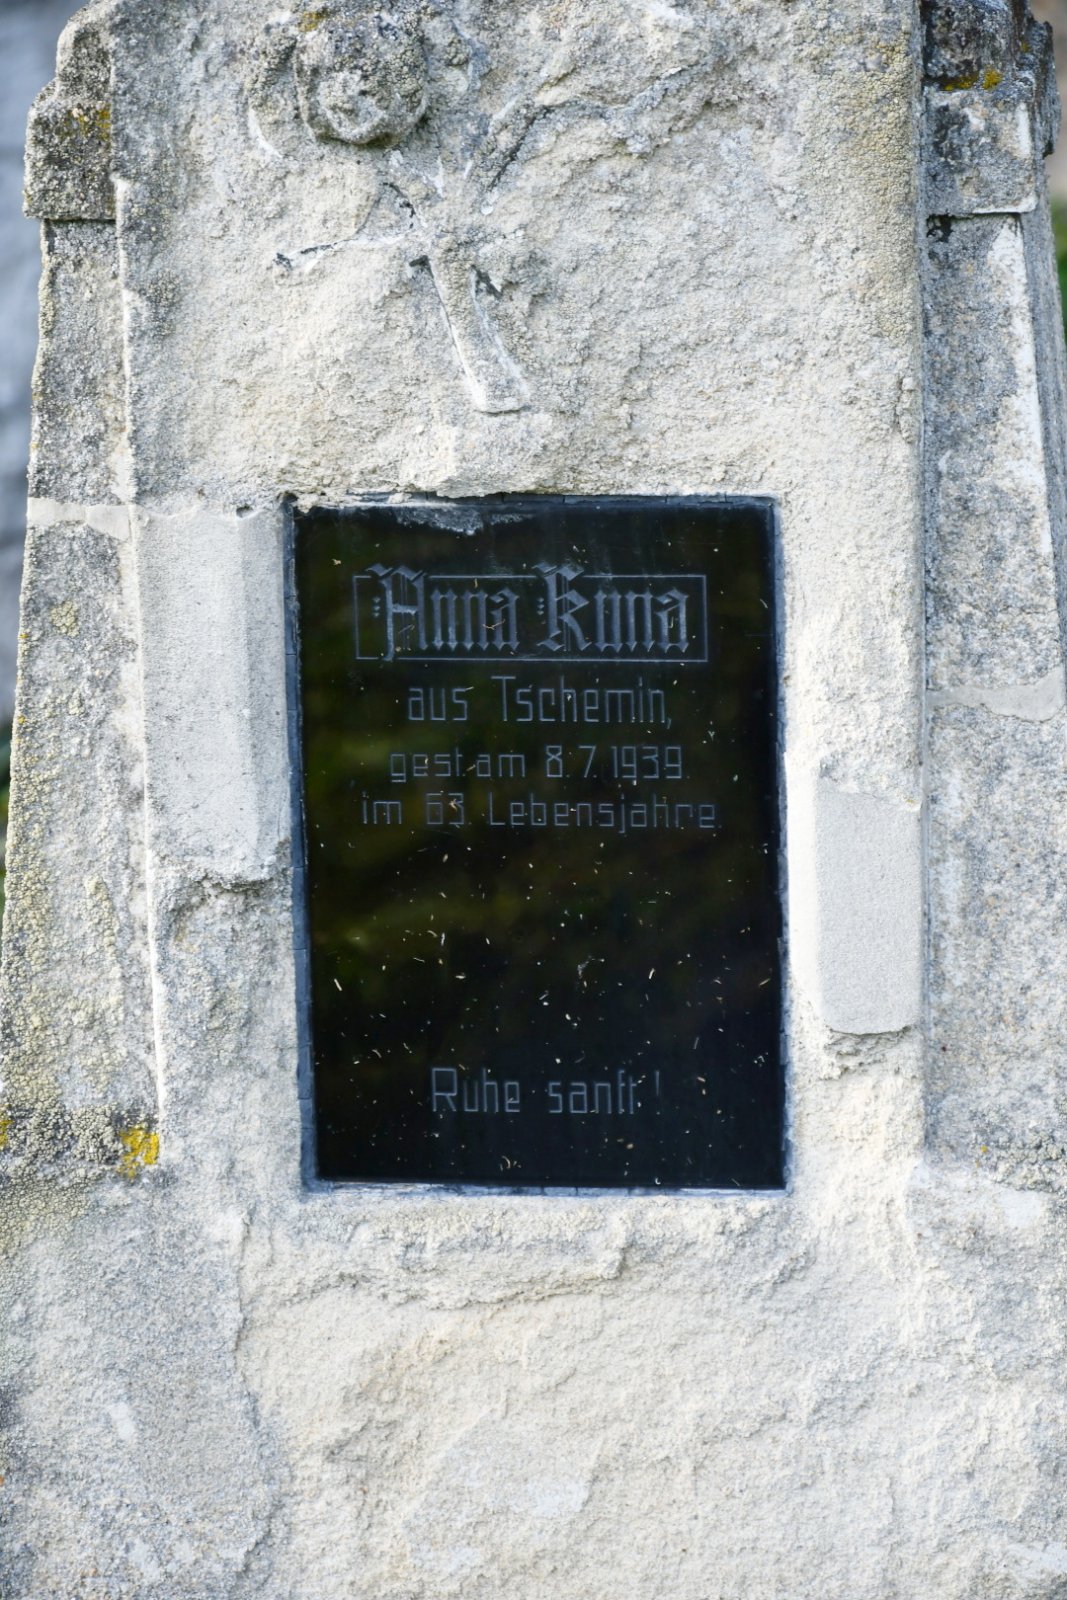 Anna Kuna
aus Tschemin,
gest. am 8.7.1939.
im 63. Lebensjahre.
Ruhe sanft!